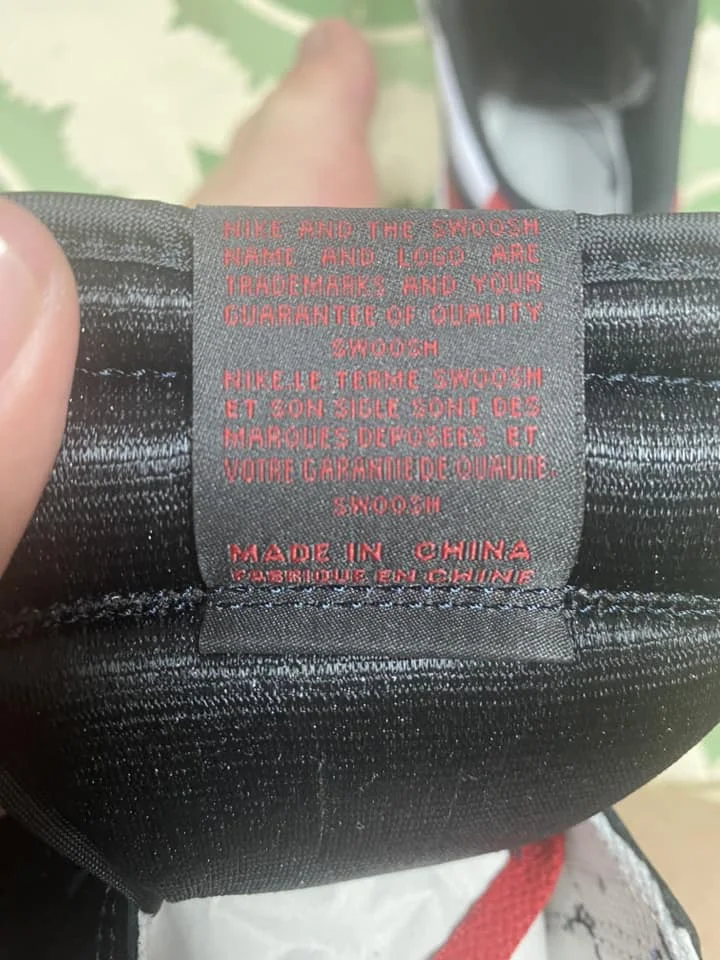 NIKE AND THE SWOOSH
NAME AND LOGO ARE
TRADEMARKS AND YOUR
GUARANTEE OF QUALITY
SWOOSH
NIKE.LE TERME SWOOSH
ET SON SIGLE SONT DES
MARQUES DEPOSEES ET
VOTRE GARANTIE DE QUALITE.
SWOOSH
MADE IN CHINA
FABRIQUE EN CHINE